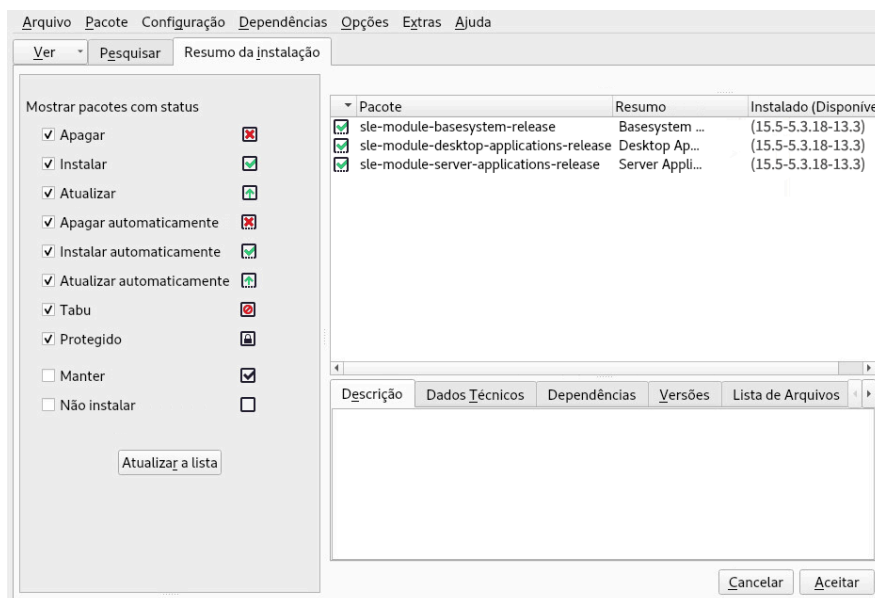 Arquivo Pacote Configuração Dependências Opções Extras Ajuda
Ver Pesquisar Resumo da instalação
Mostrar pacotes com status
Apagar
Instalar
Atualizar
Apagar automaticamente
Instalar automaticamente
Atualizar automaticamente
Tabu
Protegido
Manter
Não instalar
Atualizar a lista
Pacote Resumo Instalado (Disponíve
sle-module-basesystem-release Basesystem ... (15.5-5.3.18-13.3)
sle-module-desktop-applications-release Desktop Ap... (15.5-5.3.18-13.3)
sle-module-server-applications-release Server Appli... (15.5-5.3.18-13.3)
Descrição Dados Técnicos Dependências Versões Lista de Arquivos
Cancelar Aceitar